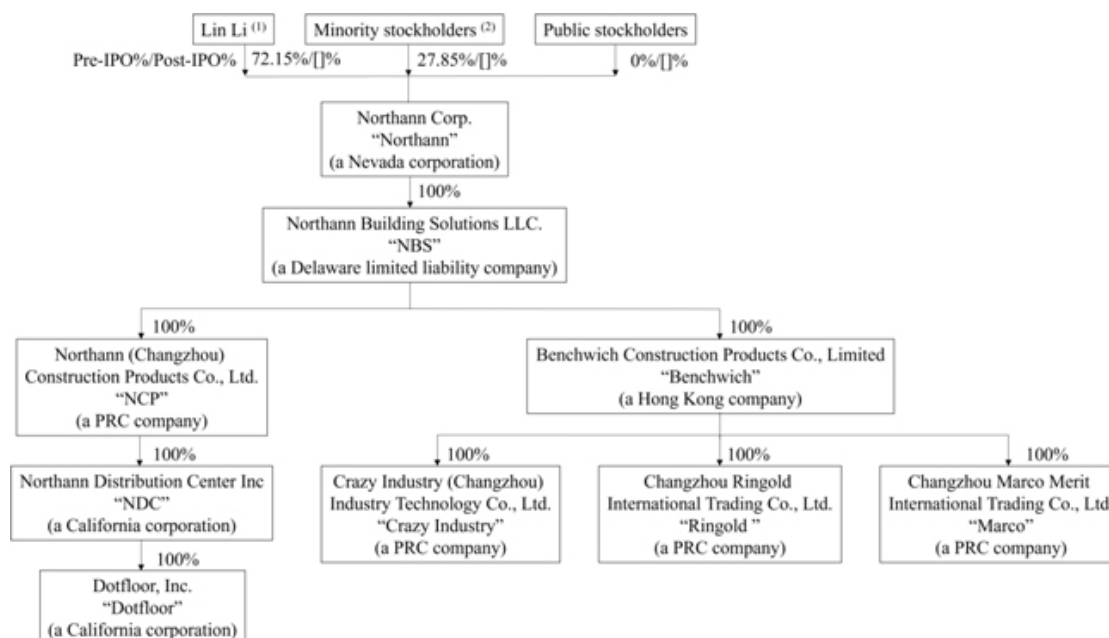 Lin Li (1)
Minority stockholders (2)
Public stockholders
Pre-IPO%/Post-IPO%
72.15%/[]%
27.85%/[]%
0%/[]%
Northann Corp.
“Northann”
(a Nevada corporation)
100%
Northann Building Solutions LLC.
“NBS”
(a Delaware limited liability company)
100%
Northann (Changzhou)
Construction Products Co., Ltd.
“NCP”
(a PRC company)
100%
Benchwich Construction Products Co., Limited
“Benchwich”
(a Hong Kong company)
100%
Northann Distribution Center Inc
“NDC”
(a California corporation)
100%
Crazy Industry (Changzhou)
Industry Technology Co., Ltd.
“Crazy Industry”
(a PRC company)
100%
Changzhou Ringold
International Trading Co., Ltd.
“Ringold ”
(a PRC company)
100%
Changzhou Marco Merit
International Trading Co., Ltd
“Marco”
(a PRC company)
100%
Dotfloor, Inc.
“Dotfloor”
(a California corporation)